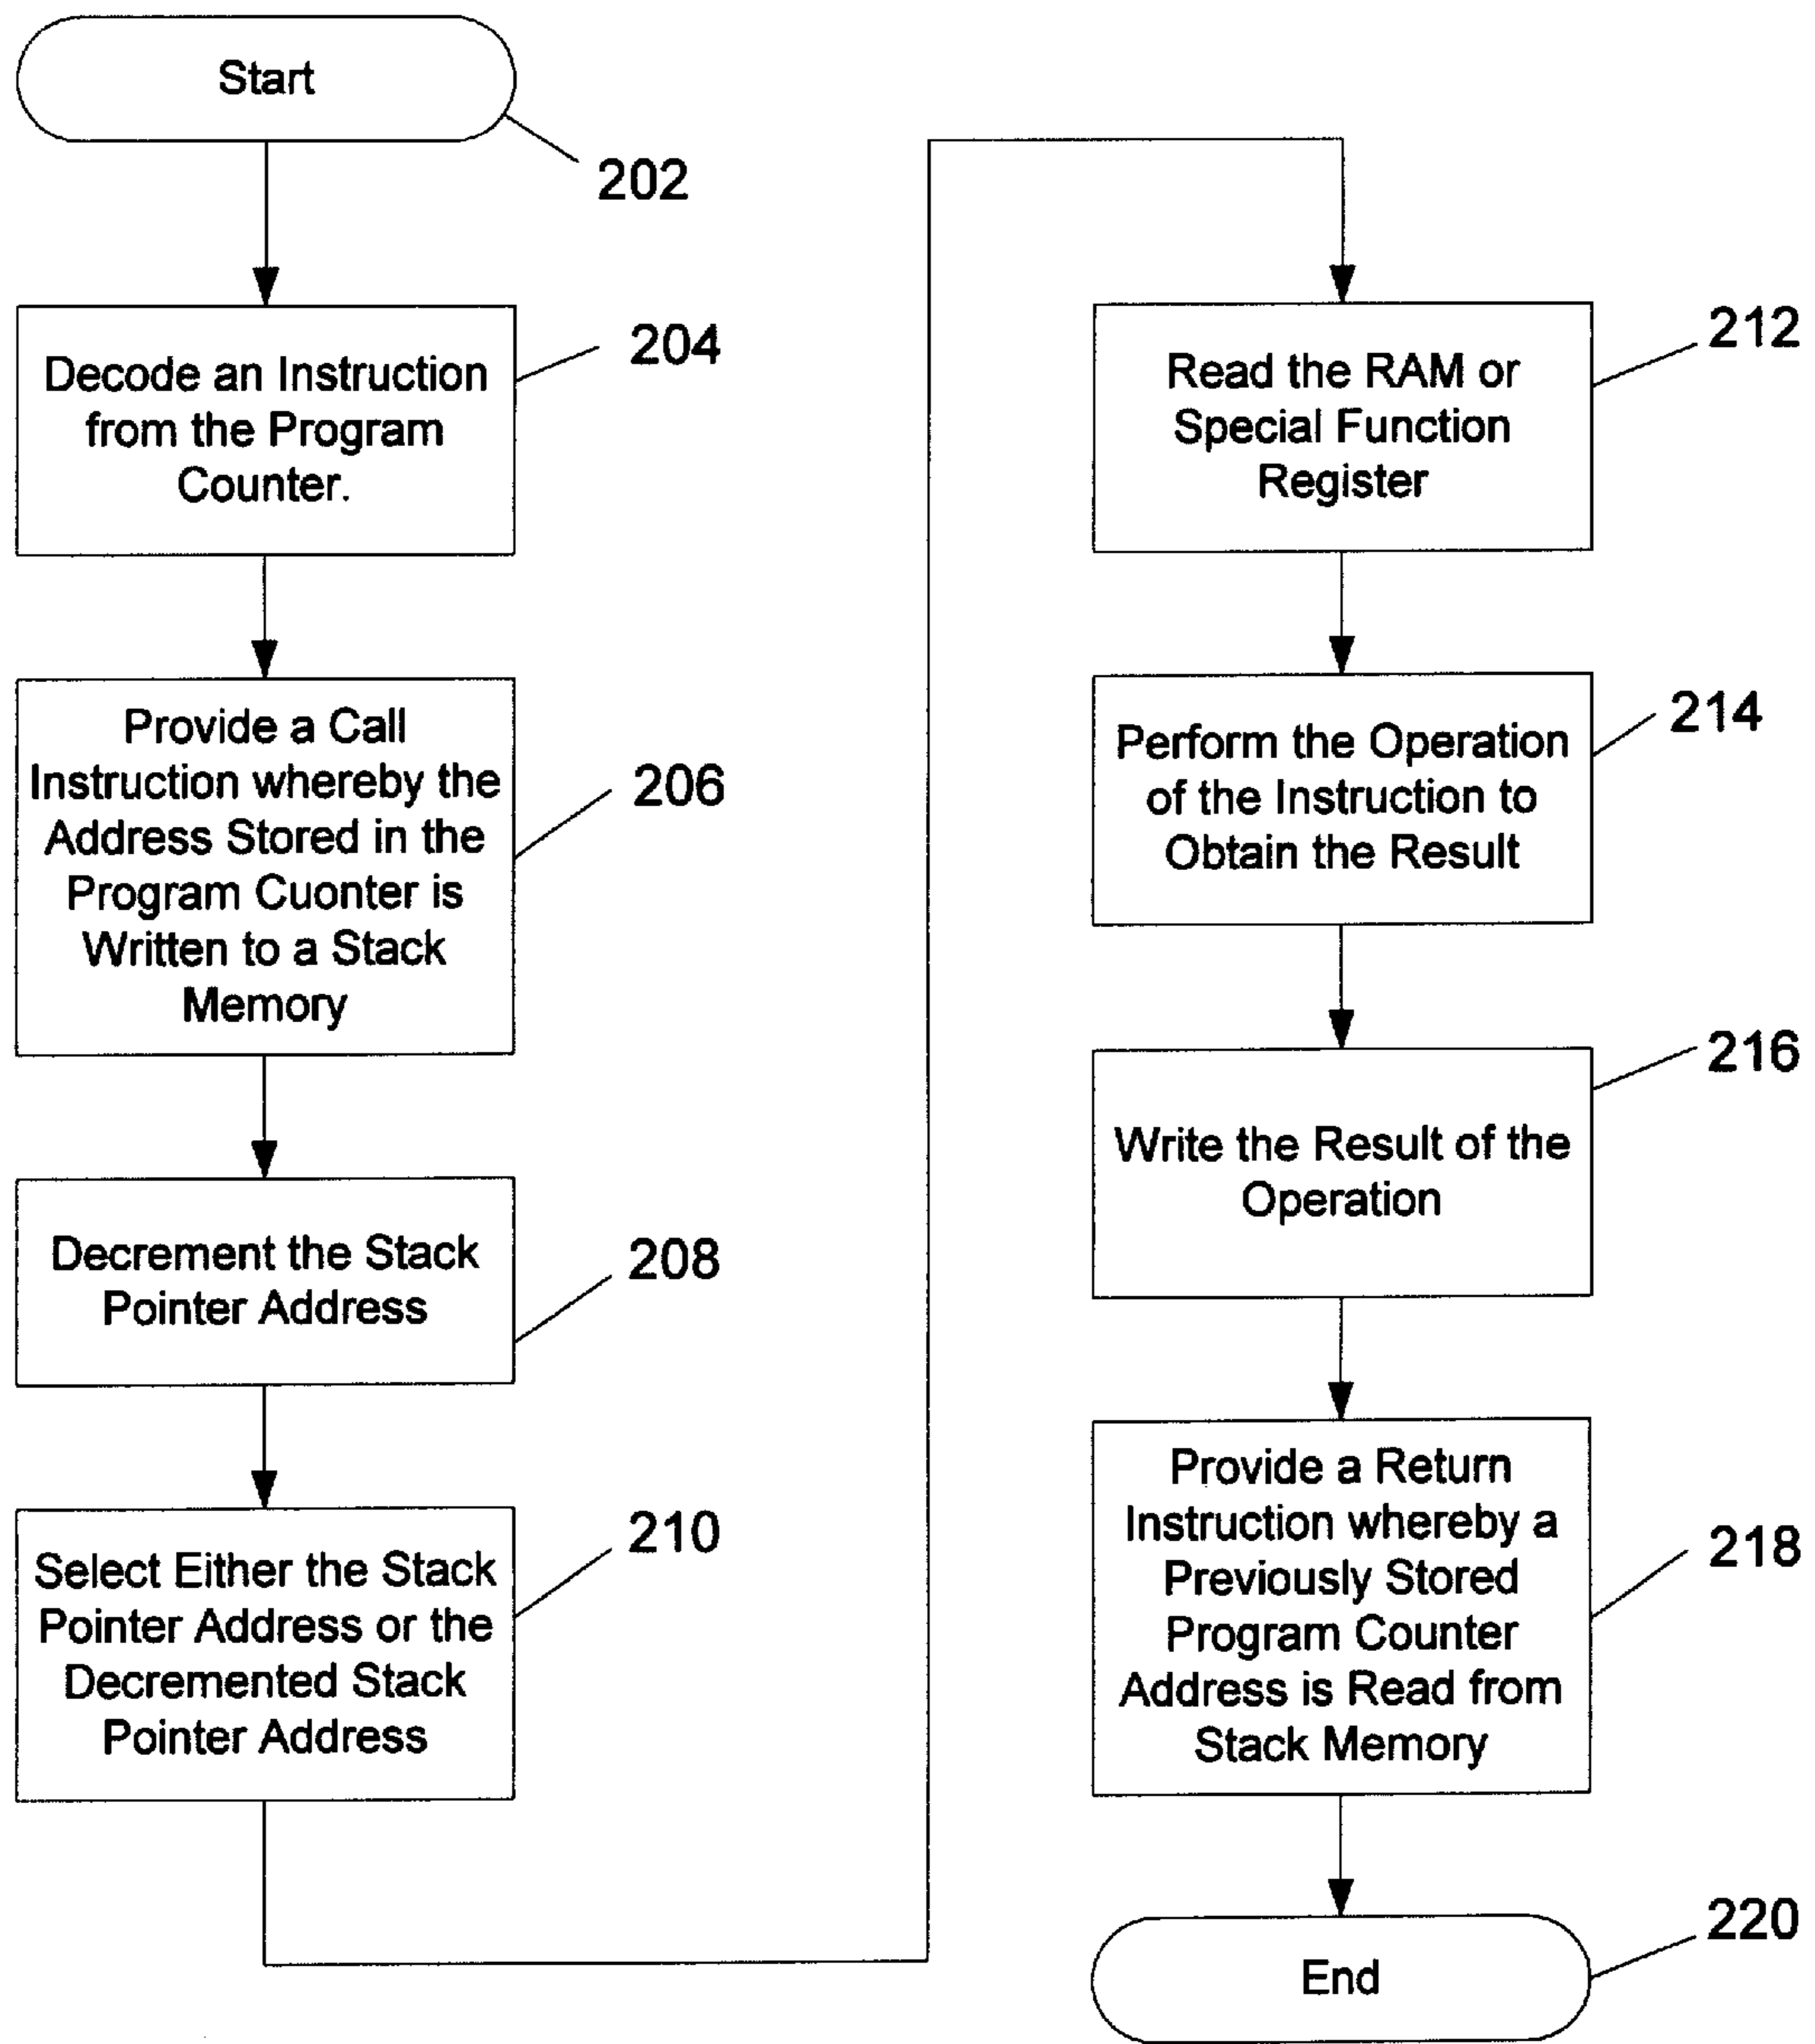 Start
202
Decode an Instruction
from the Program
Counter.
204
Provide a Call
Instruction whereby the
Address Stored in the
Program Cuonter is
Written to a Stack
Memory
206
Decrement the Stack
Pointer Address
208
Select Either the Stack
Pointer Address or the
Decremented Stack
Pointer Address
210
Read the RAM or
Special Function
Register
212
Perform the Operation
of the Instruction to
Obtain the Result
214
Write the Result of the
Operation
216
Provide a Return
Instruction whereby a
Previously Stored
Program Counter
Address is Read from
Stack Memory
218
End
220